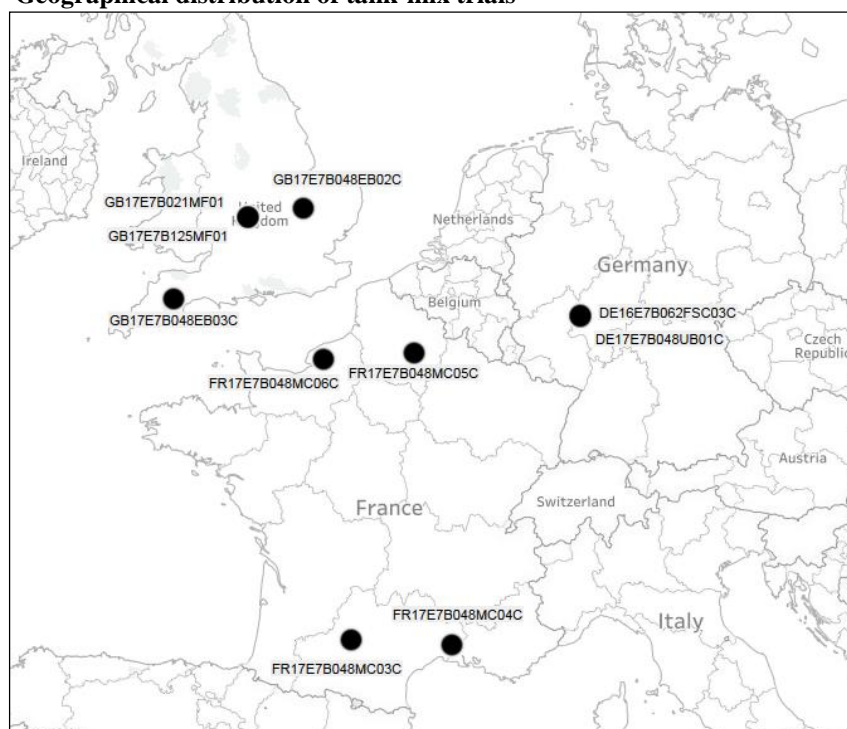 Geographical distribution of tank-mix trials
Ireland
GB17E7B048EB02C
GB17E7B021MF01
United
Kingdom
GB17E7B125MF01
Netherlands
Germany
GB17E7B048EB03C
Belgium
DE16E7B062FSC03C
DE17E7B048UB01C
Czech
Republic
FR17E7B048MC06C
FR17E7B048MC05C
Austria
France
Switzerland
FR17E7B048MC04C
Italy
FR17E7B048MC03C